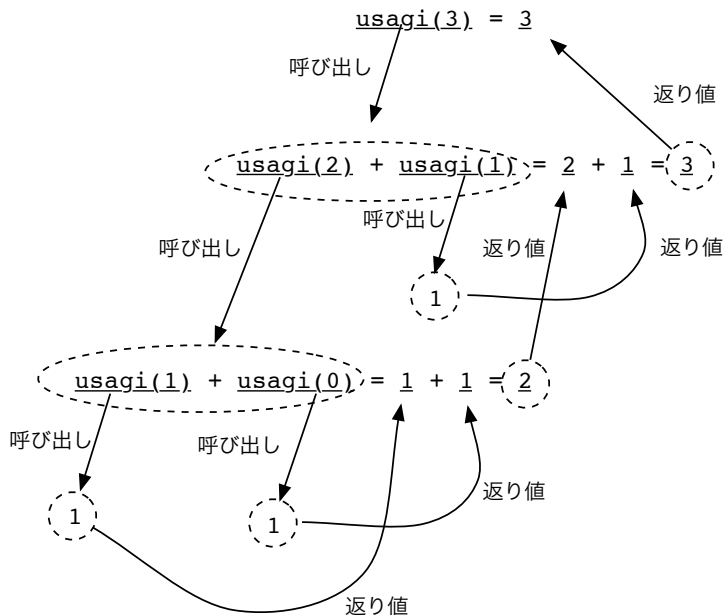 usagi(3) = 3
呼び出し
返り値
usagi(2) + usagi(1) = 2 + 1 = 3
呼び出し
呼び出し
返り値
返り値
1
usagi(1) + usagi(0) = 1 + 1 = 2
呼び出し
呼び出し
返り値
1
1
返り値